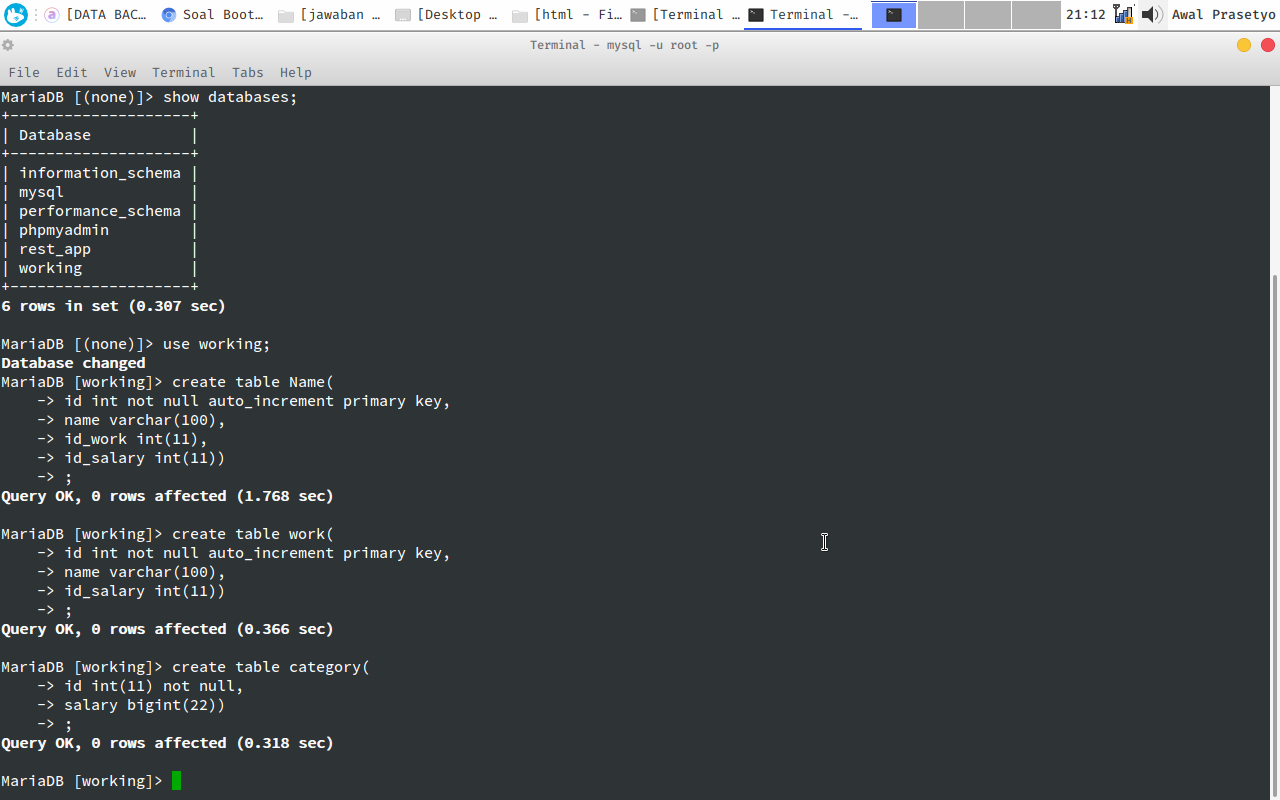 [DATA BAC... Soal Boot... [jawaban ... [Desktop ... [html - Fi... [Terminal ... Terminal -... 21:12 Awal Prasetyo
Terminal - mysql -u root -p
File Edit View Terminal Tabs Help
MariaDB [(none)]> show databases;
+--------------------+
| Database           |
+--------------------+
| information_schema |
| mysql              |
| performance_schema |
| phpmyadmin         |
| rest_app           |
| working            |
+--------------------+
6 rows in set (0.307 sec)
MariaDB [(none)]> use working;
Database changed
MariaDB [working]> create table Name(
    -> id int not null auto_increment primary key,
    -> name varchar(100),
    -> id_work int(11),
    -> id_salary int(11))
    -> ;
Query OK, 0 rows affected (1.768 sec)
MariaDB [working]> create table work(
    -> id int not null auto_increment primary key,
    -> name varchar(100),
    -> id_salary int(11))
    -> ;
Query OK, 0 rows affected (0.366 sec)
MariaDB [working]> create table category(
    -> id int(11) not null,
    -> salary bigint(22))
    -> ;
Query OK, 0 rows affected (0.318 sec)
MariaDB [working]>